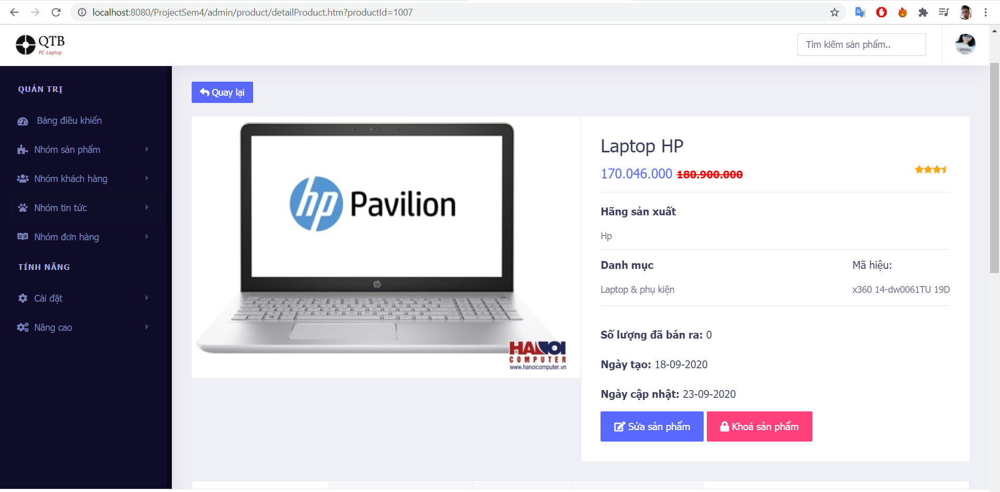 localhost:8080/ProjectSem4/admin/product/detailProduct.htm?productId=1007
QTB
PC-Laptop
Tìm kiếm sản phẩm..
QUẢN TRỊ
Bảng điều khiển
Nhóm sản phẩm
Nhóm khách hàng
Nhóm tin tức
Nhóm đơn hàng
TÍNH NĂNG
Cài đặt
Nâng cao
Quay lại
hp Pavilion
hp
HANOI
COMPUTER
www.hanoicomputer.vn
Laptop HP
170.046.000 180.900.000
Hãng sản xuất
Hp
Danh mục
Mã hiệu:
Laptop & phụ kiện
x360 14-dw0061TU 19D
Số lượng đã bán ra: 0
Ngày tạo: 18-09-2020
Ngày cập nhật: 23-09-2020
Sửa sản phẩm
Khoá sản phẩm